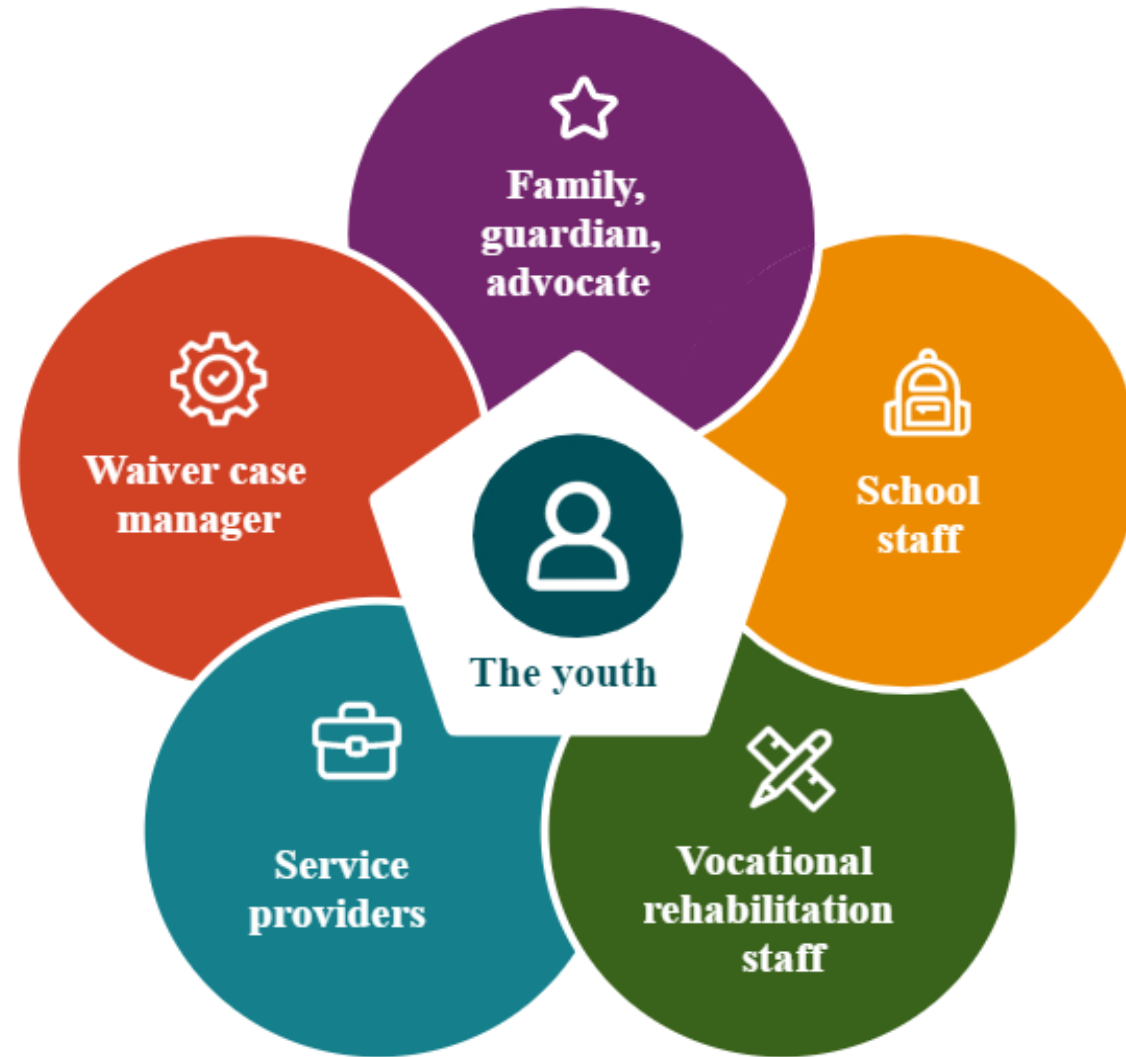 Family,
guardian,
advocate
School
staff
Vocational
rehabilitation
staff
Service
providers
Waiver case
manager
The youth